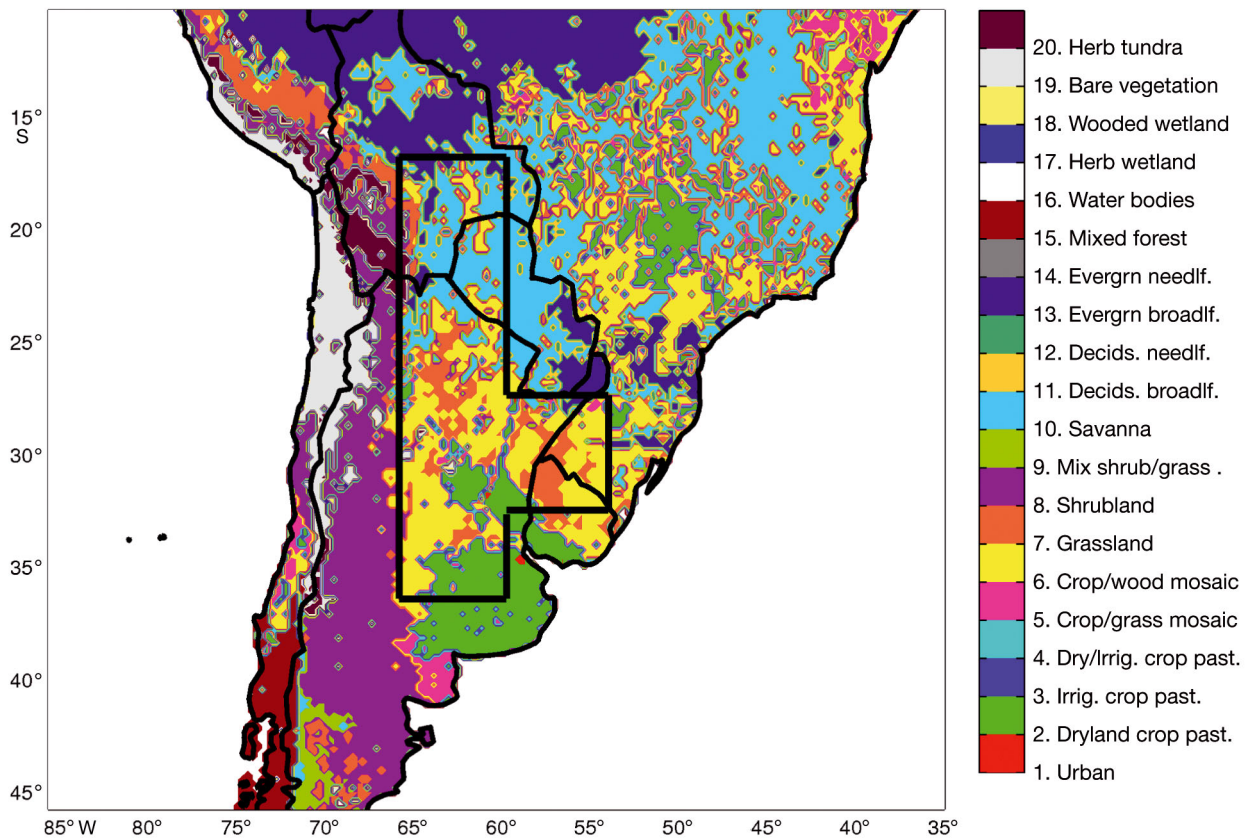 15°
S
20°
25°
30°
35°
40°
45°
85° W 80° 75° 70° 65° 60° 55° 50° 45° 40° 35°
20. Herb tundra
19. Bare vegetation
18. Wooded wetland
17. Herb wetland
16. Water bodies
15. Mixed forest
14. Evergrn needlf.
13. Evergrn broadlf.
12. Decids. needlf.
11. Decids. broadlf.
10. Savanna
9. Mix shrub/grass .
8. Shrubland
7. Grassland
6. Crop/wood mosaic
5. Crop/grass mosaic
4. Dry/Irrig. crop past.
3. Irrig. crop past.
2. Dryland crop past.
1. Urban